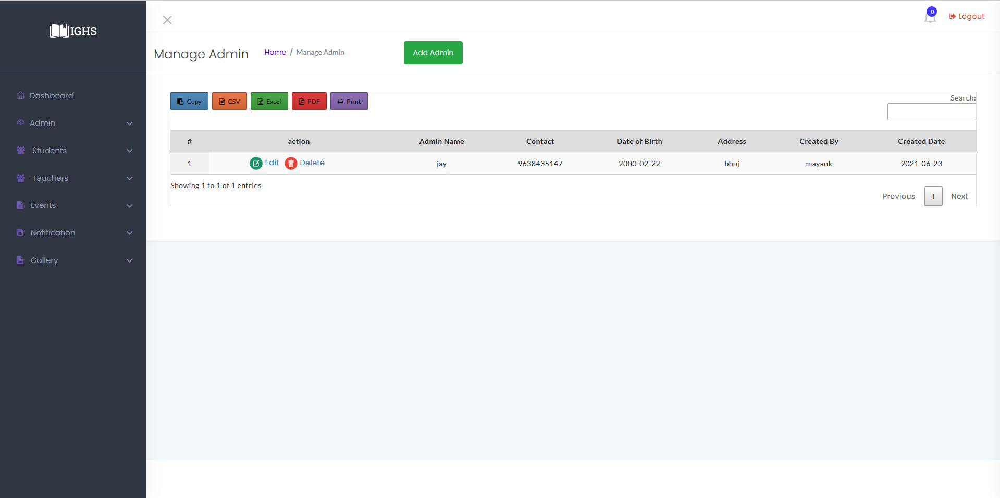 IGHS
0
Logout
Manage Admin
Home / Manage Admin
Add Admin
Dashboard
Admin
Students
Teachers
Events
Notification
Gallery
Copy
CSV
Excel
PDF
Print
Search:
# action Admin Name Contact Date of Birth Address Created By Created Date
1 Edit Delete jay 9638435147 2000-02-22 bhuj mayank 2021-06-23
Showing 1 to 1 of 1 entries
Previous 1 Next